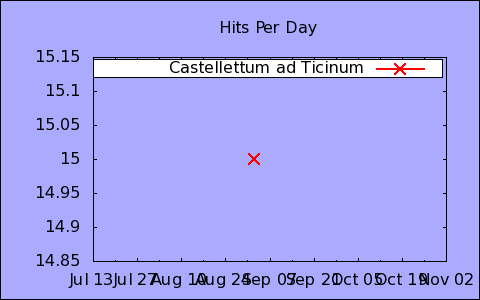 Hits Per Day
15.15
Castellettum ad Ticinum
15.1
15.05
15
14.95
14.9
14.85
Jul 13 Jul 27 Aug 10 Aug 24 Sep 07 Sep 21 Oct 05 Oct 19 Nov 02